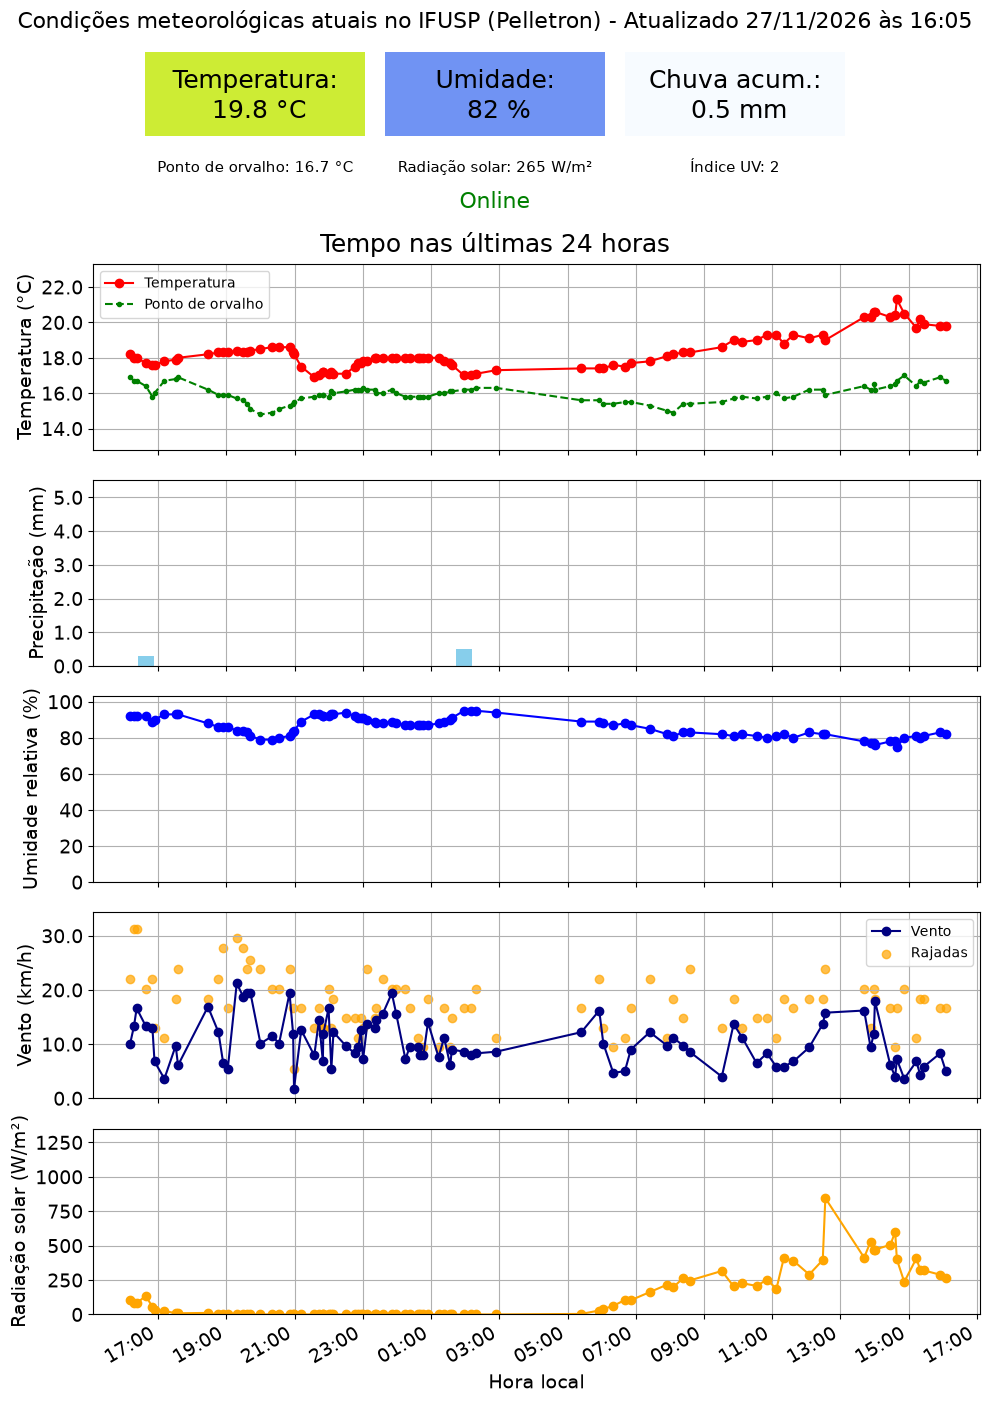 Condições meteorológicas atuais no IFUSP (Pelletron) - Atualizado 27/11/2026 às 16:05
Temperatura:
19.8 °C
Umidade:
82 %
Chuva acum.:
0.5 mm
Ponto de orvalho: 16.7 °C
Radiação solar: 265 W/m²
Índice UV: 2
Online
Tempo nas últimas 24 horas
Temperatura (°C)
22.0
20.0
18.0
16.0
14.0
Temperatura
Ponto de orvalho
Precipitação (mm)
5.0
4.0
3.0
2.0
1.0
0.0
Umidade relativa (%)
100
80
60
40
20
0
Vento (km/h)
30.0
20.0
10.0
0.0
Vento
Rajadas
Radiação solar (W/m²)
1250
1000
750
500
250
0
17:00
19:00
21:00
23:00
01:00
03:00
05:00
07:00
09:00
11:00
13:00
15:00
17:00
Hora local